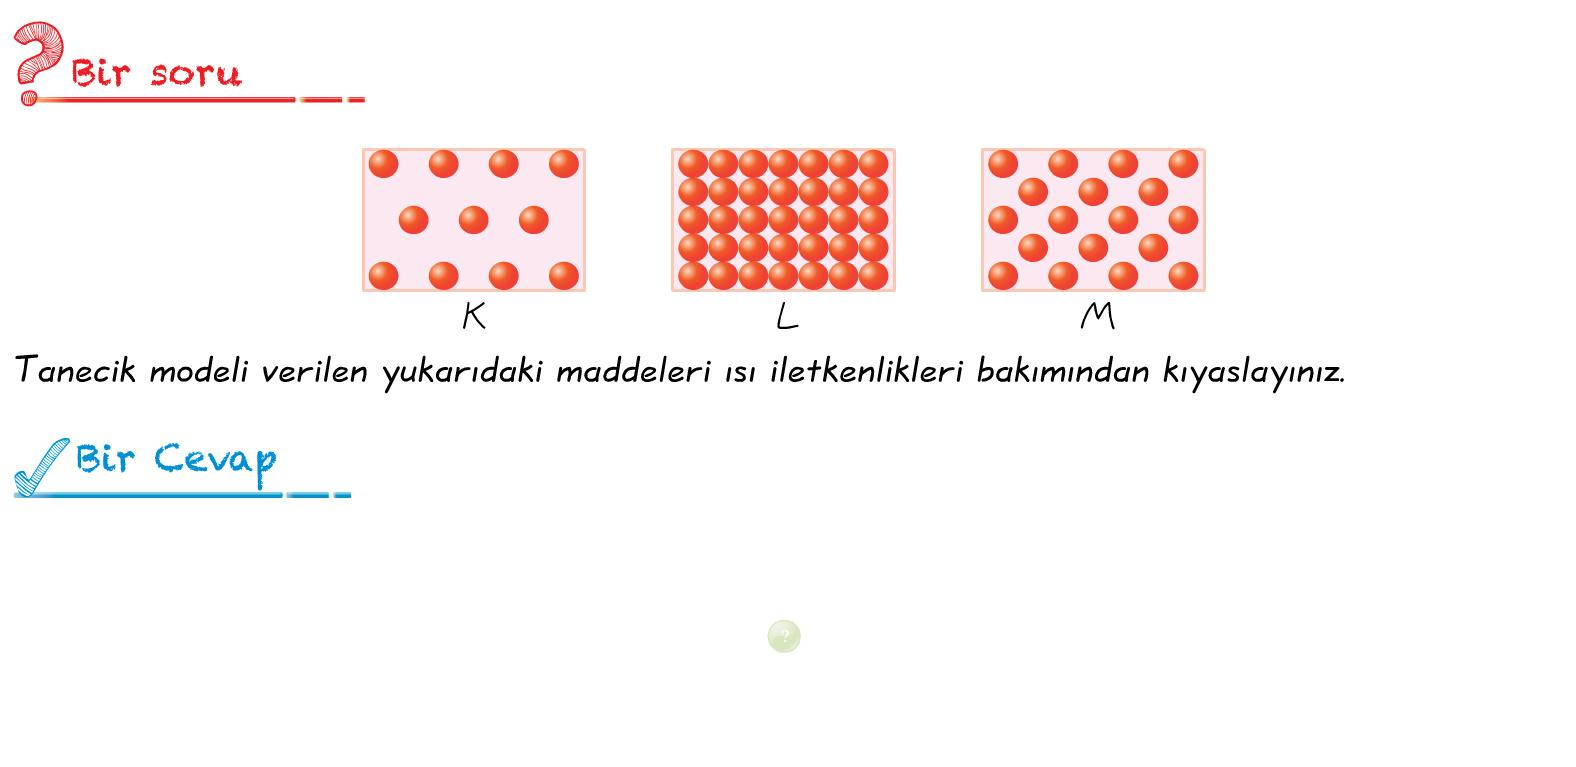 Bir soru
K L M
Tanecik modeli verilen yukarıdaki maddeleri ısı iletkenlikleri bakımından kıyaslayınız.
Bir Cevap
?